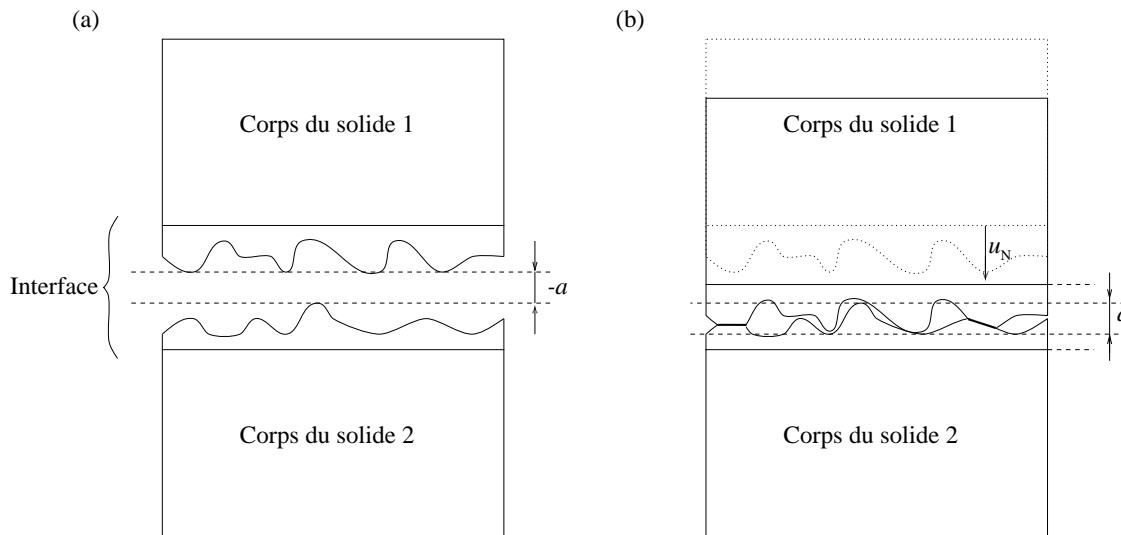 (a)
(b)
Corps du solide 1
Corps du solide 1
u_N
Interface
-a
Corps du solide 2
Corps du solide 2